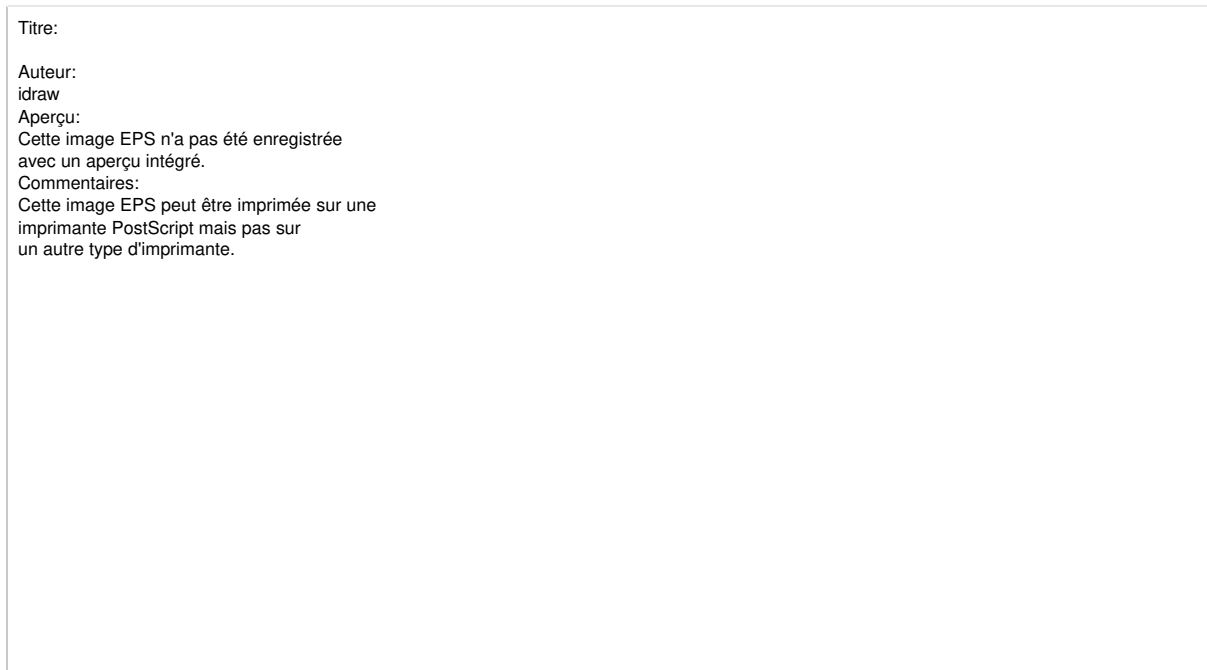 Titre:
Auteur:
idraw
Aperçu:
Cette image EPS n'a pas été enregistrée
avec un aperçu intégré.
Commentaires:
Cette image EPS peut être imprimée sur une
imprimante PostScript mais pas sur
un autre type d'imprimante.